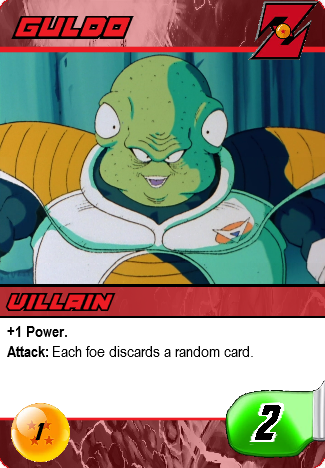 GULDO
Z
VILLAIN
+1 Power.
Attack: Each foe discards a random card.
1
2